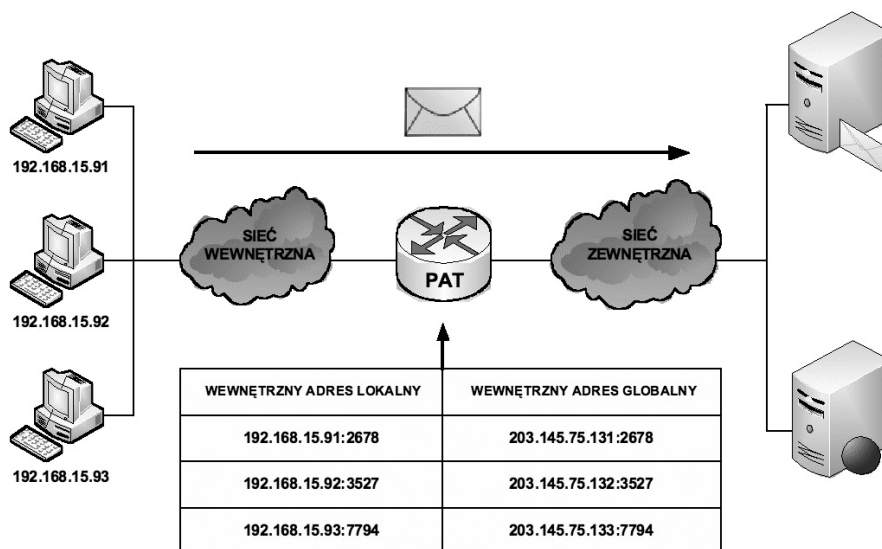 192.168.15.91
SIEĆ
WEWNĘTRZNA
PAT
SIEĆ
ZEWNĘTRZNA
192.168.15.92
192.168.15.93
WEWNĘTRZNY ADRES LOKALNY WEWNĘTRZNY ADRES GLOBALNY
192.168.15.91:2678 203.145.75.131:2678
192.168.15.92:3527 203.145.75.132:3527
192.168.15.93:7794 203.145.75.133:7794